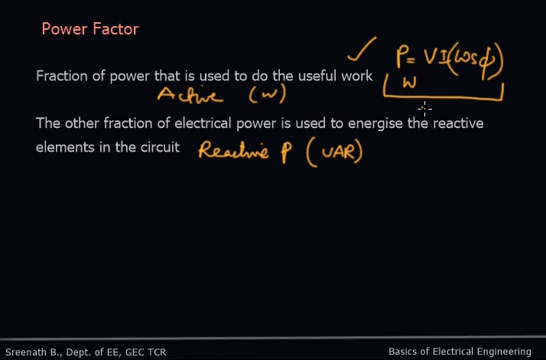 Power Factor
P = VI(cosϕ)
Fraction of power that is used to do the useful work
W
Active (W)
The other fraction of electrical power is used to energise the reactive
elements in the circuit
Reactive P (VAR)
Sreenath B., Dept. of EE, GEC TCR
Basics of Electrical Engineering